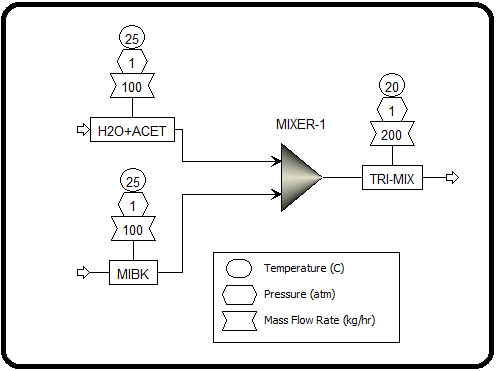 25
1
100
H2O+ACET
MIXER-1
20
1
200
TRI-MIX
25
1
100
MIBK
Temperature (C)
Pressure (atm)
Mass Flow Rate (kg/hr)